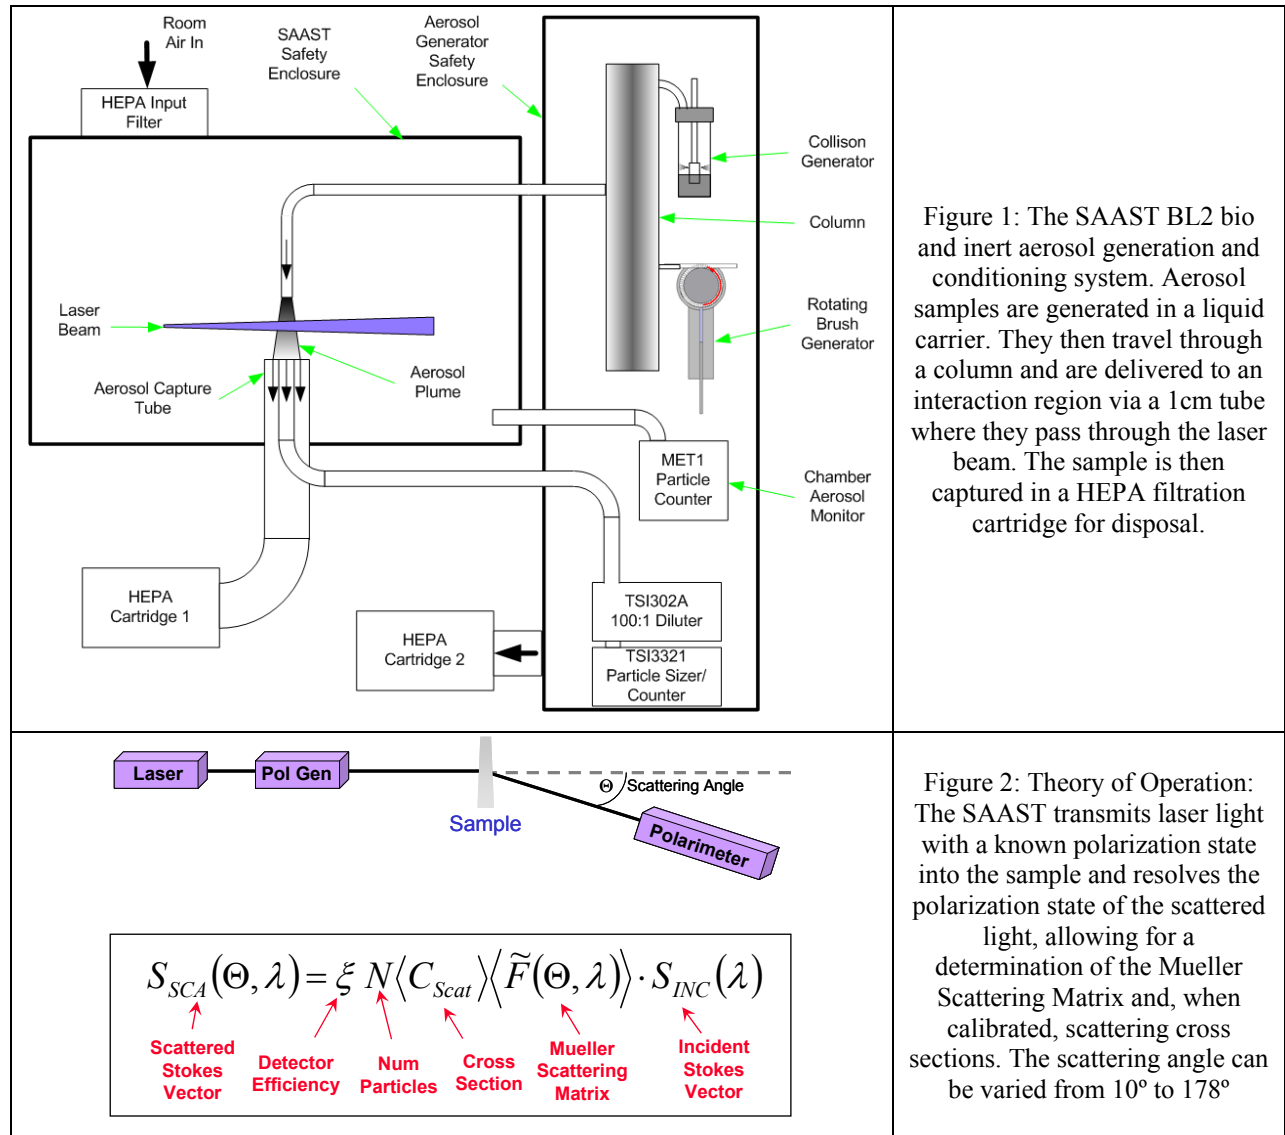 Room
Air In
SAAST
Safety
Enclosure
Aerosol
Generator
Safety
Enclosure
HEPA Input
Filter
Collison
Generator
Column
Laser
Beam
Rotating
Brush
Generator
Aerosol Capture
Tube
Aerosol
Plume
MET1
Particle
Counter
Chamber
Aerosol
Monitor
HEPA
Cartridge 1
HEPA
Cartridge 2
TSI302A
100:1 Diluter
TSI3321
Particle Sizer/
Counter
Figure 1: The SAAST BL2 bio
and inert aerosol generation and
conditioning system. Aerosol
samples are generated in a liquid
carrier. They then travel through
a column and are delivered to an
interaction region via a 1cm tube
where they pass through the laser
beam. The sample is then
captured in a HEPA filtration
cartridge for disposal.
Laser
Pol Gen
Θ Scattering Angle
Sample
Polarimeter
S_{SCA}(Θ, λ) = ξ N⟨C_{Scat}⟩⟨F̃(Θ, λ)⟩ · S_{INC}(λ)
Scattered
Stokes
Vector
Detector
Efficiency
Num
Particles
Cross
Section
Mueller
Scattering
Matrix
Incident
Stokes
Vector
Figure 2: Theory of Operation:
The SAAST transmits laser light
with a known polarization state
into the sample and resolves the
polarization state of the scattered
light, allowing for a
determination of the Mueller
Scattering Matrix and, when
calibrated, scattering cross
sections. The scattering angle can
be varied from 10º to 178º